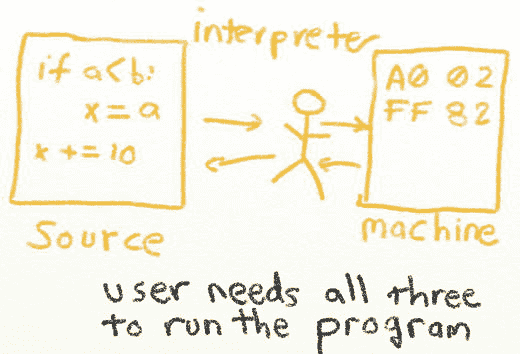 interpreter
if a<b:
x=a
x +=10
A0 02
FF 82
Source
machine
user needs all three
to run the program